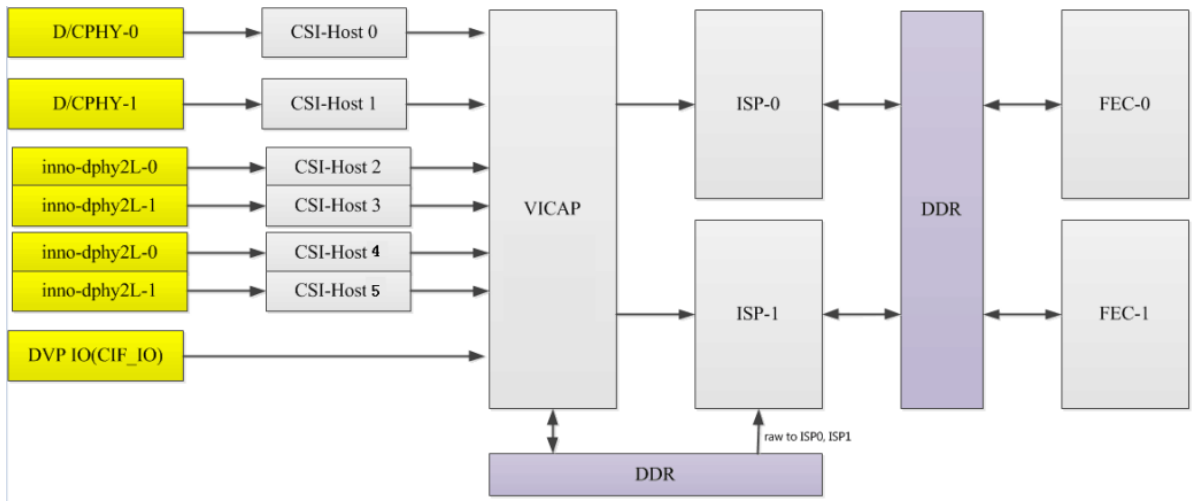 D/CPHY-0
CSI-Host 0
D/CPHY-1
CSI-Host 1
inno-dphy2L-0
CSI-Host 2
inno-dphy2L-1
CSI-Host 3
inno-dphy2L-0
CSI-Host 4
inno-dphy2L-1
CSI-Host 5
DVP IO(CIF_IO)
VICAP
ISP-0
ISP-1
DDR
FEC-0
FEC-1
raw to ISP0, ISP1
DDR